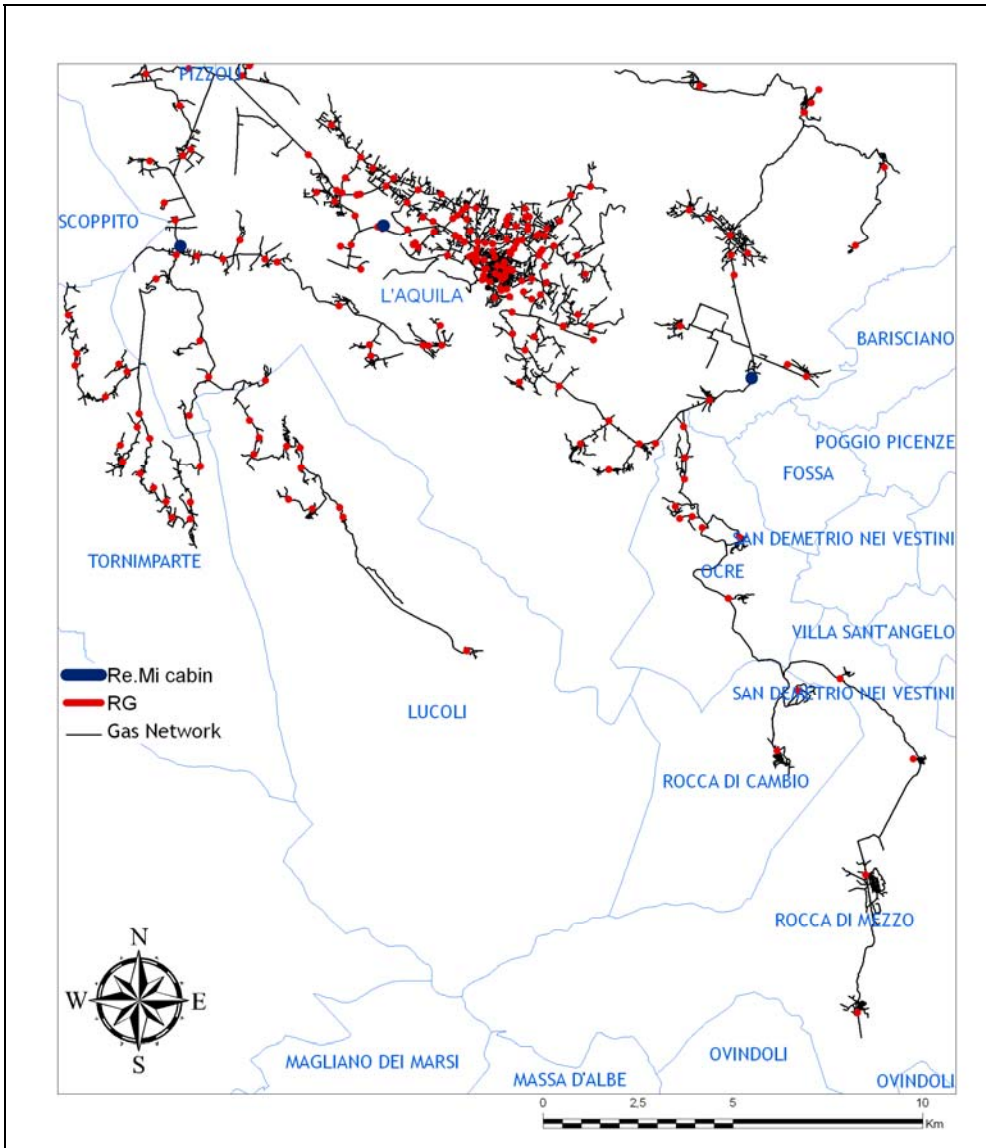 PIZZOLI
SCOPPITO
L'AQUILA
BARISCIANO
POGGIO PICENZE
FOSSA
SAN DEMETRIO NEI VESTINI
TORNIMPARTE
OCRE
VILLA SANT'ANGELO
Re.Mi cabin
SAN DEMETRIO NEI VESTINI
RG
LUCOLI
Gas Network
ROCCA DI CAMBIO
ROCCA DI MEZZO
N
W E
S
OVINDOLI
MAGLIANO DEI MARSI
MASSA D'ALBE
OVINDOLI
0 2,5 5 10
Km